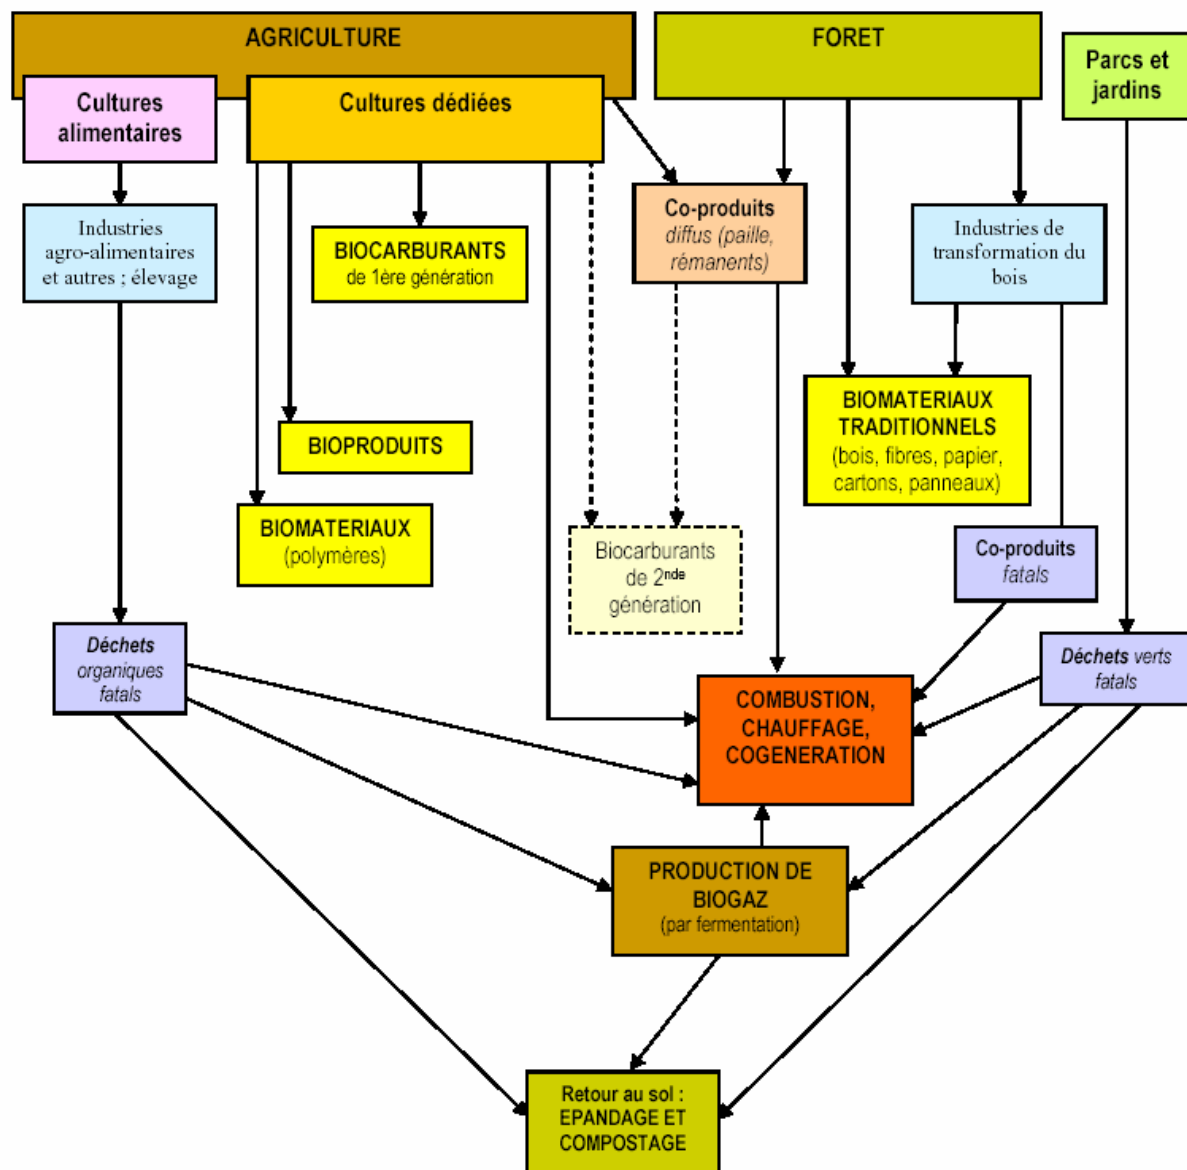 AGRICULTURE
FORET
Parcs et
jardins
Cultures
alimentaires
Cultures dédiées
Industries
agro-alimentaires
et autres ; élevage
BIOCARBURANTS
de 1ère génération
Co-produits
diffus (paille,
rémanents)
Industries de
transformation du
bois
BIOMATERIAUX
TRADITIONNELS
(bois, fibres, papier,
cartons, panneaux)
BIOPRODUITS
BIOMATERIAUX
(polymères)
Biocarburants
de 2nde
génération
Co-produits
fatals
Déchets
organiques
fatals
Déchets verts
fatals
COMBUSTION,
CHAUFFAGE,
COGENERATION
PRODUCTION DE
BIOGAZ
(par fermentation)
Retour au sol :
EPANDAGE ET
COMPOSTAGE